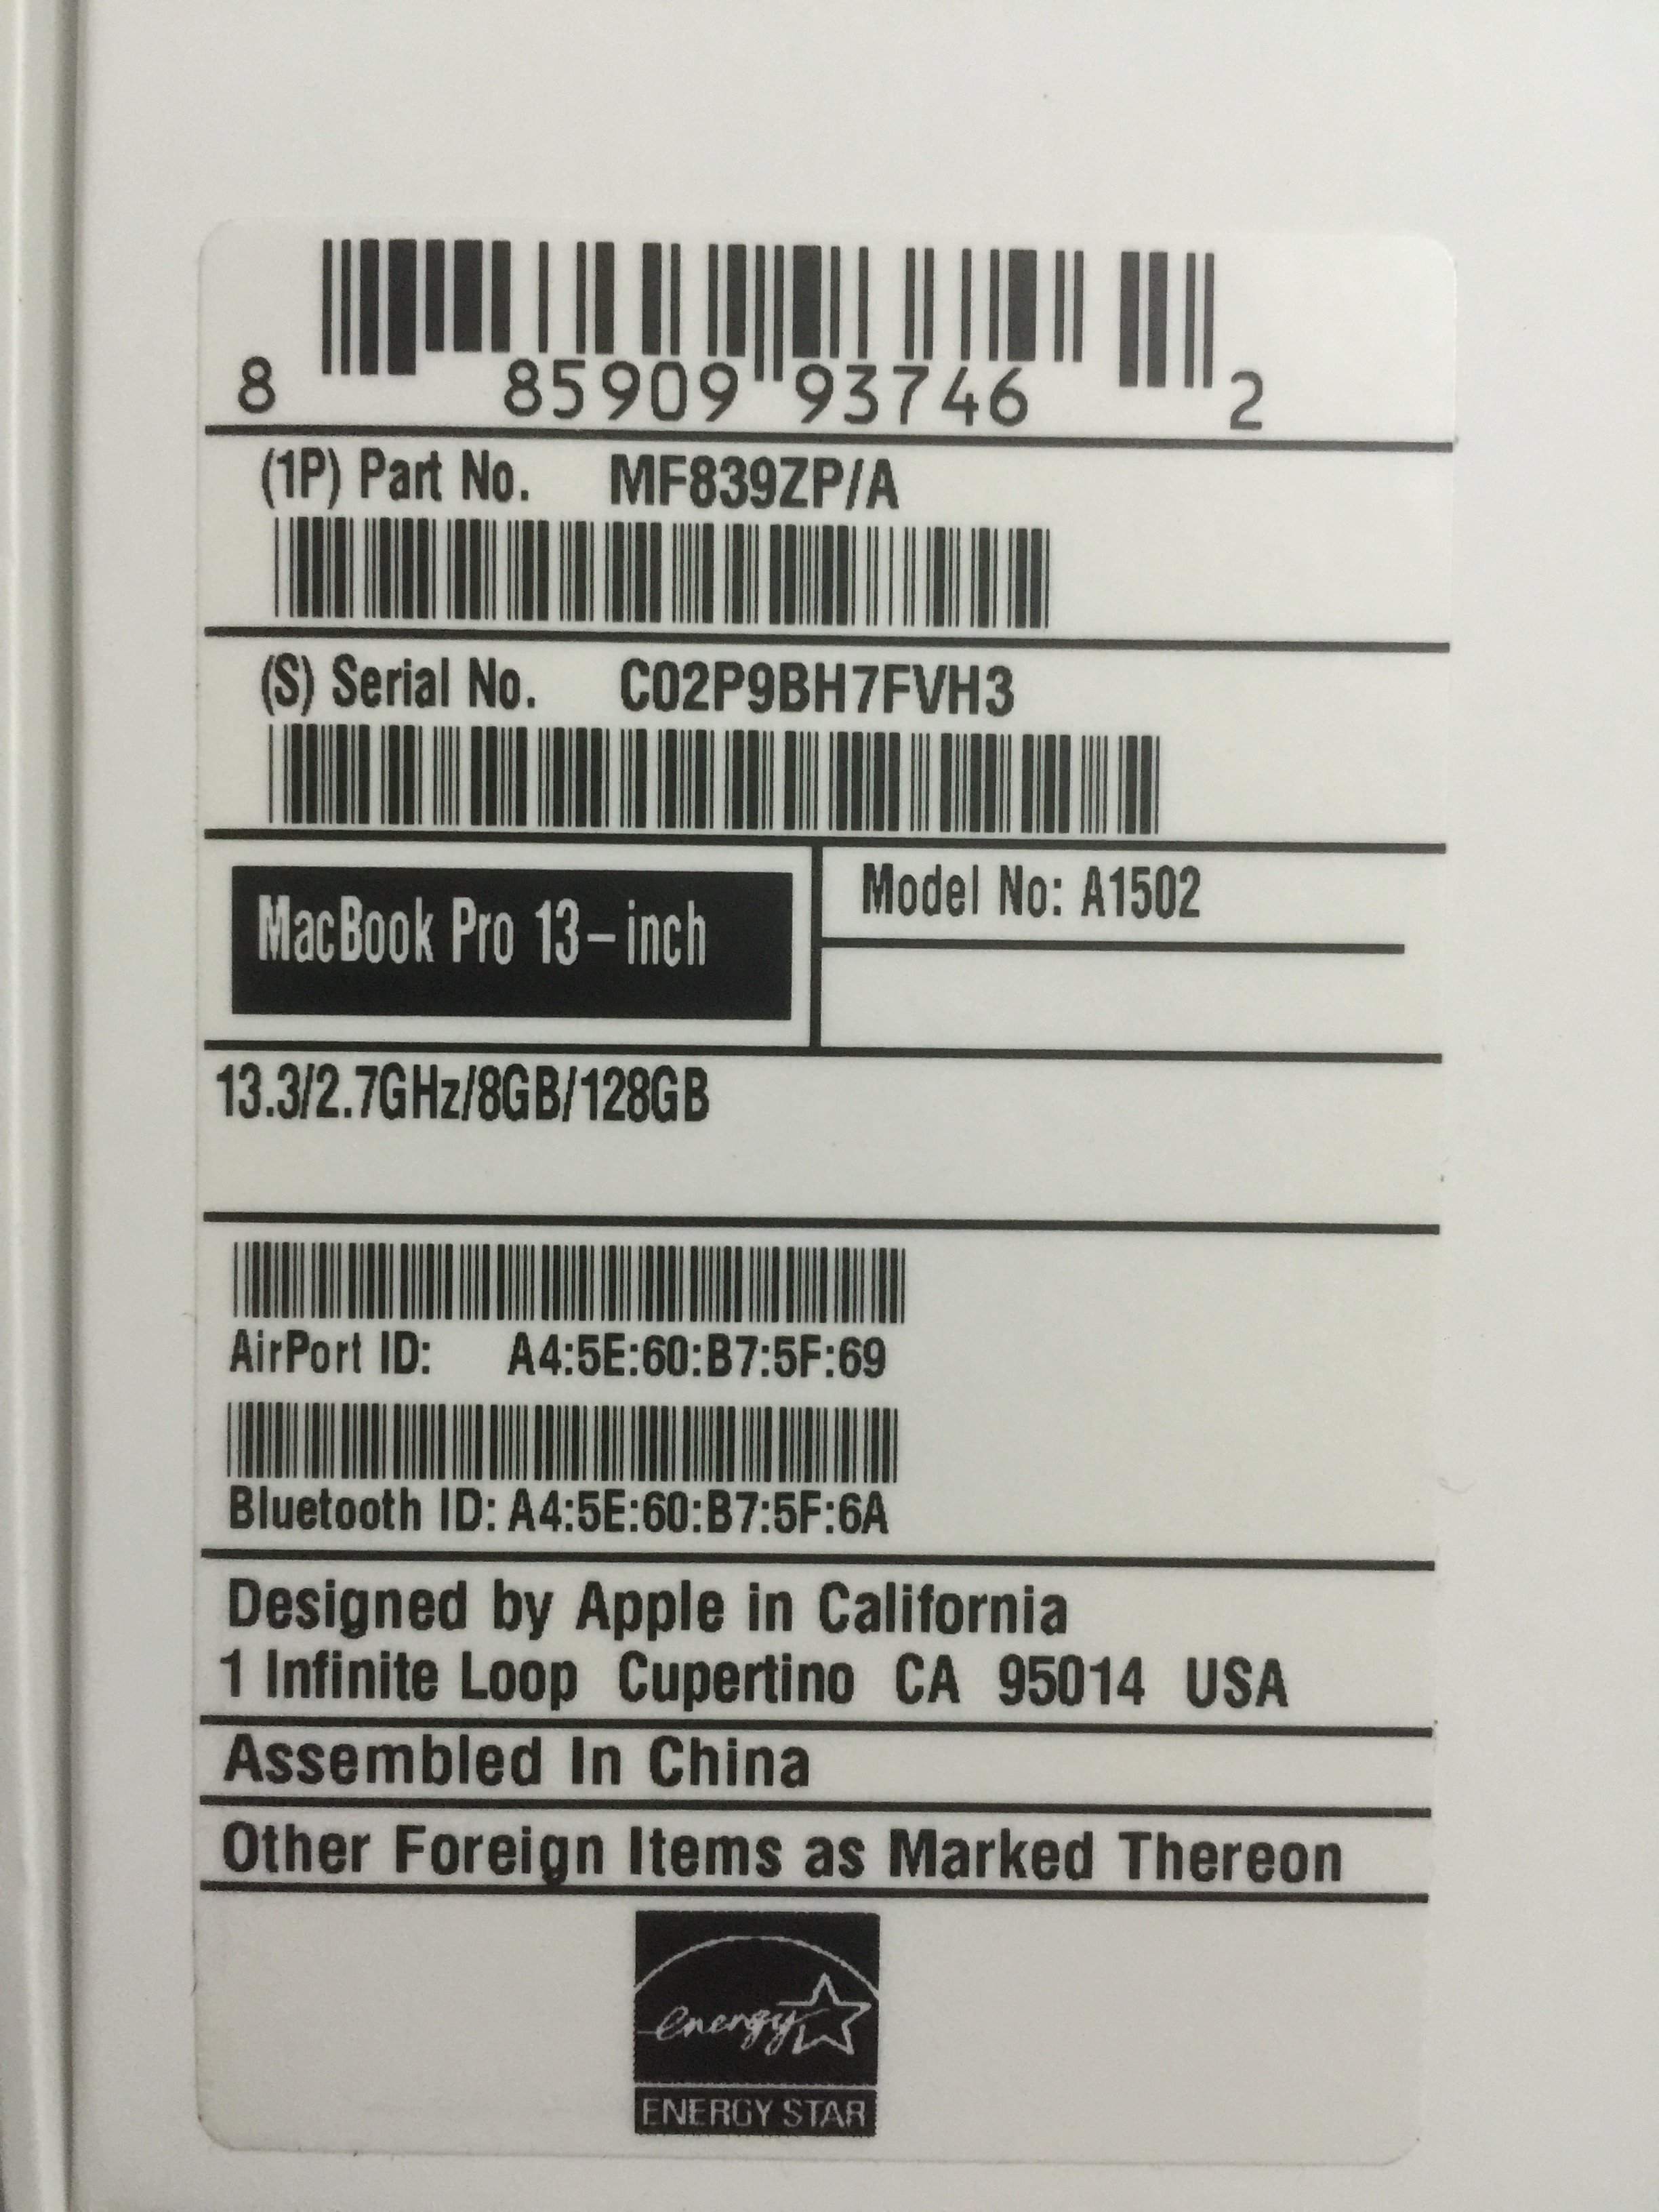 8 85909 93746 2
(1P) Part No. MF839ZP/A
(S) Serial No. C02P9BH7FVH3
MacBook Pro 13-inch
Model No: A1502
13.3/2.7GHz/8GB/128GB
AirPort ID: A4:5E:60:B7:5F:69
Bluetooth ID: A4:5E:60:B7:5F:6A
Designed by Apple in California
1 Infinite Loop Cupertino CA 95014 USA
Assembled In China
Other Foreign Items as Marked Thereon
energy
ENERGY STAR